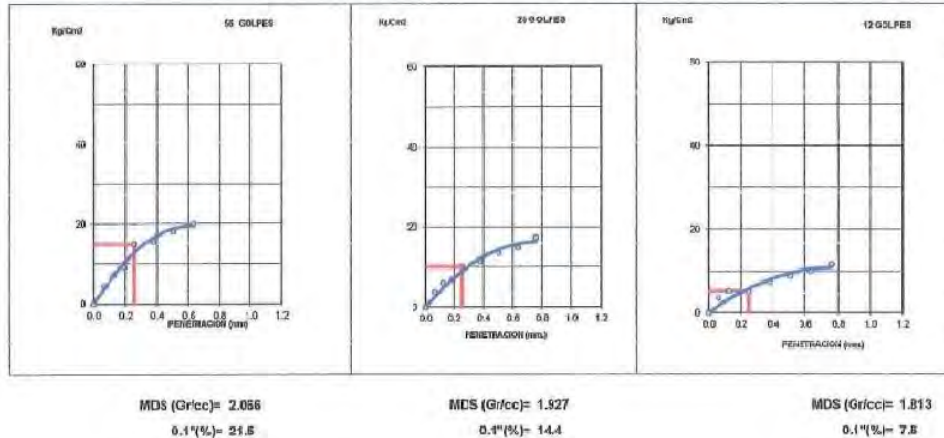 56 GOLPES
Kg/Cm2
60
40
20
0
0.0 0.2 0.4 0.6 0.8 1.0 1.2
PENETRACION (mm)
MDS (Gr/cc)= 2.056
0.1"(%)= 21.6
Kg/Cm2
60
40
20
0
0.0 0.2 0.4 0.6 0.8 1.0 1.2
PENETRACION (mm.)
MDS (Gr/cc)= 1.927
0.1"(%)= 14.4
Kg/Cm2
12 GOLPES
40
20
0
0.0 0.2 0.4 0.6 0.8 1.0 1.2
PENETRACION (mm.)
MDS (Gr/cc)= 1.813
0.1"(%)= 7.8